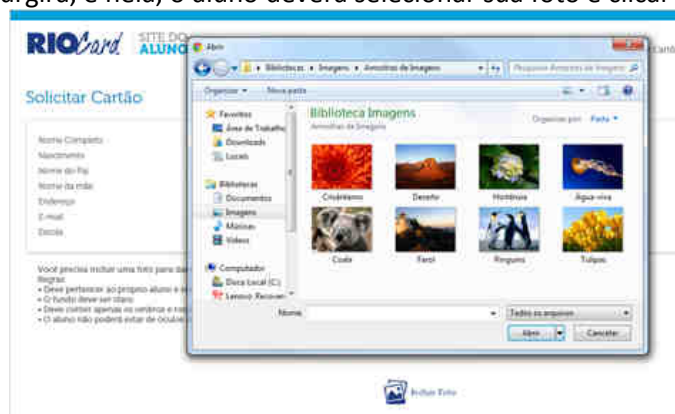 urgirá, e nela, o aluno deverá selecionar sua foto e clicar
RIOCard SITE DO ALUNO
Abrir
Bibliotecas ▸ Imagens ▸ Amostras de Imagens
Pesquisar Amostras de Imagens
Organizar Nova pasta
Solicitar Cartão
Favoritos
Área de Trabalho
Downloads
Locais
Bibliotecas
Documentos
Imagens
Músicas
Vídeos
Computador
Disco Local (C:)
Lenovo_Recover
Biblioteca Imagens
Amostras de Imagens
Organizar por: Pasta
Crisântemo Deserto Hortênsia Água-viva
Coala Farol Pinguins Tulipas
Nome:
Todos os arquivos
Abrir Cancelar
Nome Completo
Nascimento
Nome do Pai
Nome da mãe
Endereço
E-mail
Escola
Você precisa incluir uma foto para
Regras:
• Deve pertencer ao próprio aluno e
• O fundo deve ser claro
• Deve conter apenas os ombros e
• O aluno não poderá estar de óculos
Incluir Foto